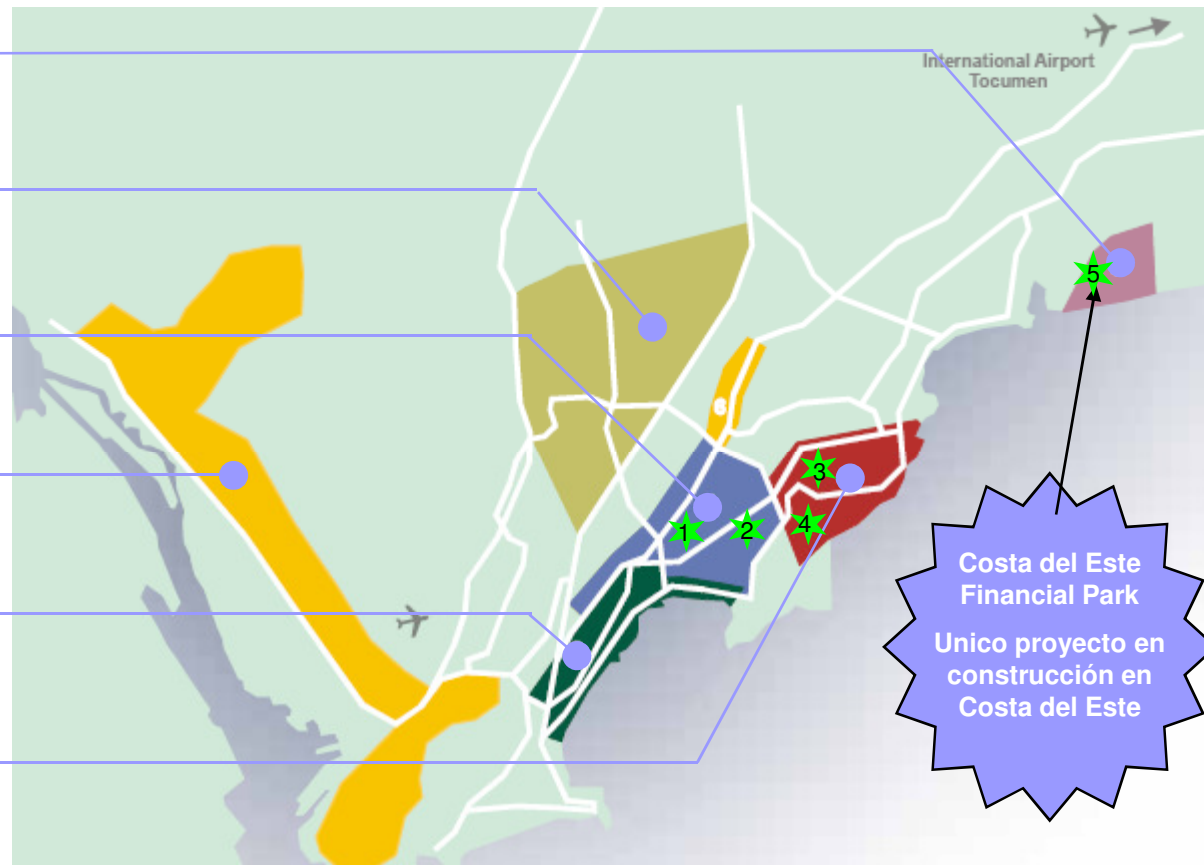 International Airport
Tocumen
5
6
3
1
2
4
Costa del Este
Financial Park
Unico proyecto en
construcción en
Costa del Este